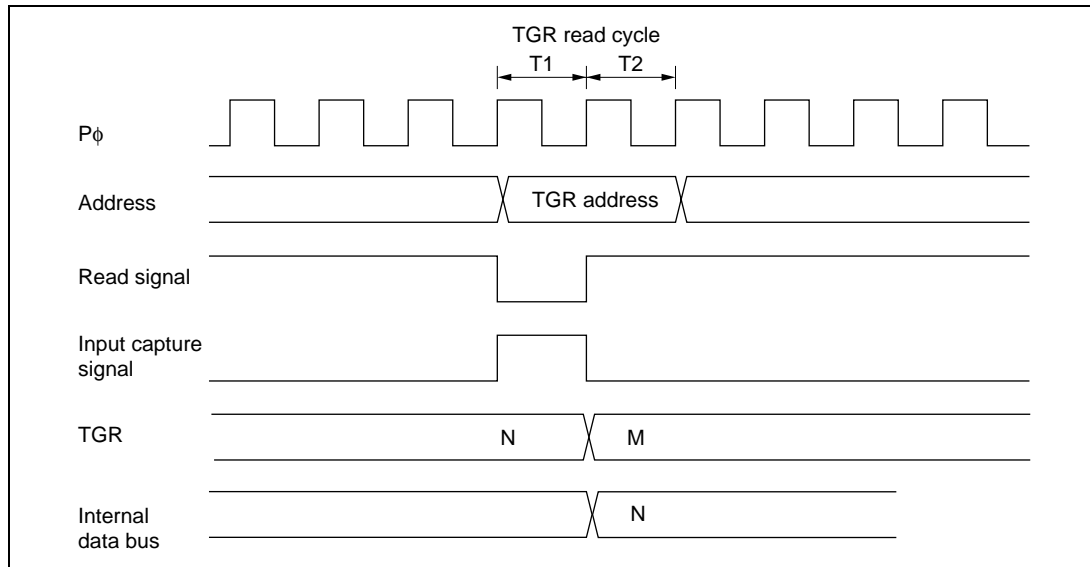 TGR read cycle
T1 T2
Pϕ
Address TGR address
Read signal
Input capture
signal
TGR N M
Internal
data bus N